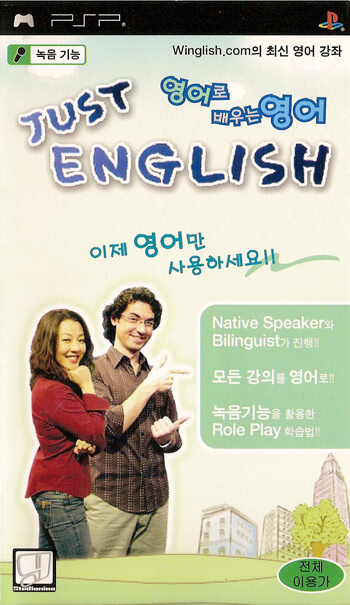 PSP
녹음 기능
Winglish.com의 최신 영어 강좌
영어로
배우는영어
JUST
ENGLISH
이제 영어만
사용하세요!!
Native Speaker와
Bilinguist가 진행!!
모든 강의를 영어로!!
녹음기능을 활용한
Role Play 학습법!!
Studionine
전체
이용가